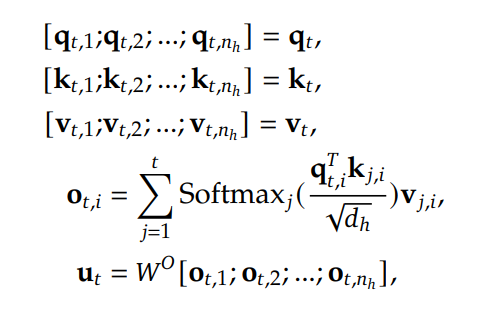 [𝐪_{t,1};𝐪_{t,2}; ...; 𝐪_{t,n_h}] = 𝐪_t,
[𝐤_{t,1};𝐤_{t,2}; ...; 𝐤_{t,n_h}] = 𝐤_t,
[𝐯_{t,1};𝐯_{t,2}; ...; 𝐯_{t,n_h}] = 𝐯_t,
𝐨_{t,i} = \sum_{j=1}^{t} Softmax_j(\frac{𝐪_{t,i}^T 𝐤_{j,i}}{\sqrt{d_h}})𝐯_{j,i},
𝐮_t = W^O[𝐨_{t,1}; 𝐨_{t,2}; ...; 𝐨_{t,n_h}],